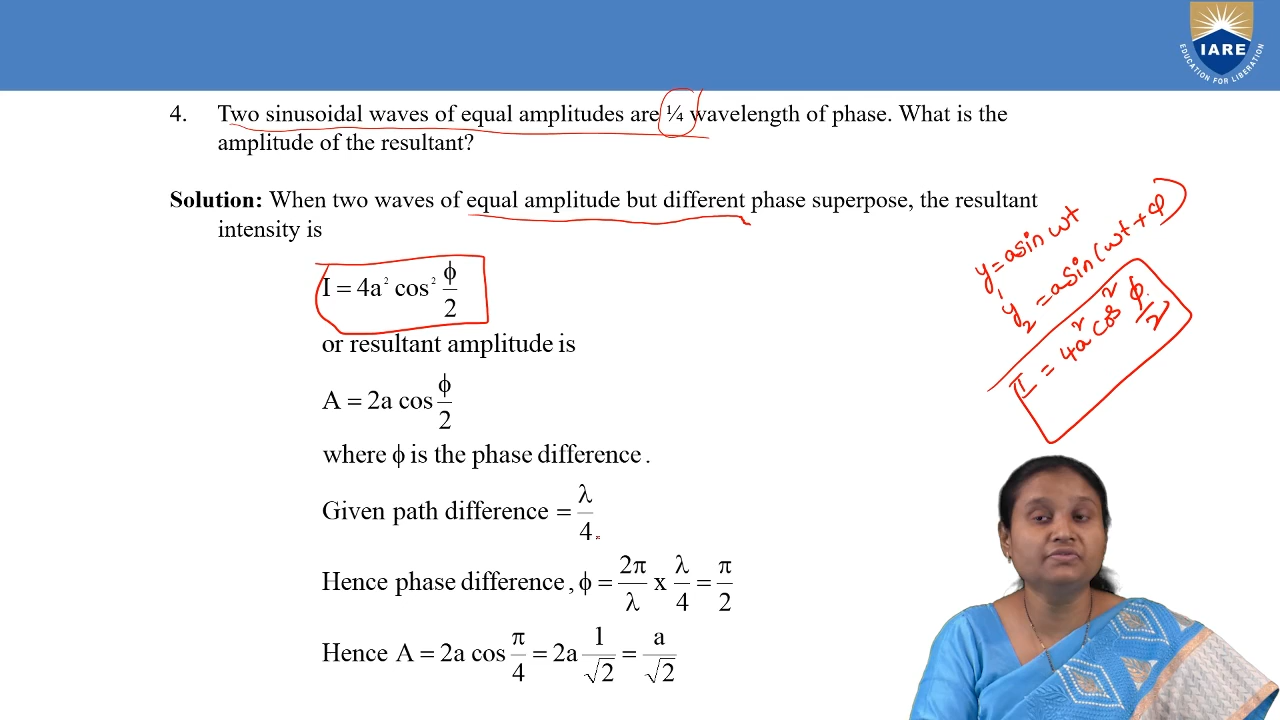 IARE
EDUCATION FOR LIBERATION
4. Two sinusoidal waves of equal amplitudes are ¼ wavelength of phase. What is the
amplitude of the resultant?
Solution: When two waves of equal amplitude but different phase superpose, the resultant
intensity is
I = 4a² cos² ϕ/2
or resultant amplitude is
A = 2a cos ϕ/2
where ϕ is the phase difference.
Given path difference = λ/4
Hence phase difference, ϕ = 2π/λ x λ/4 = π/2
Hence A = 2a cos π/4 = 2a 1/√2 = a/√2
y₁ = a sin ωt
y₂ = a sin (ωt + φ)
I = 4a² cos² φ/2